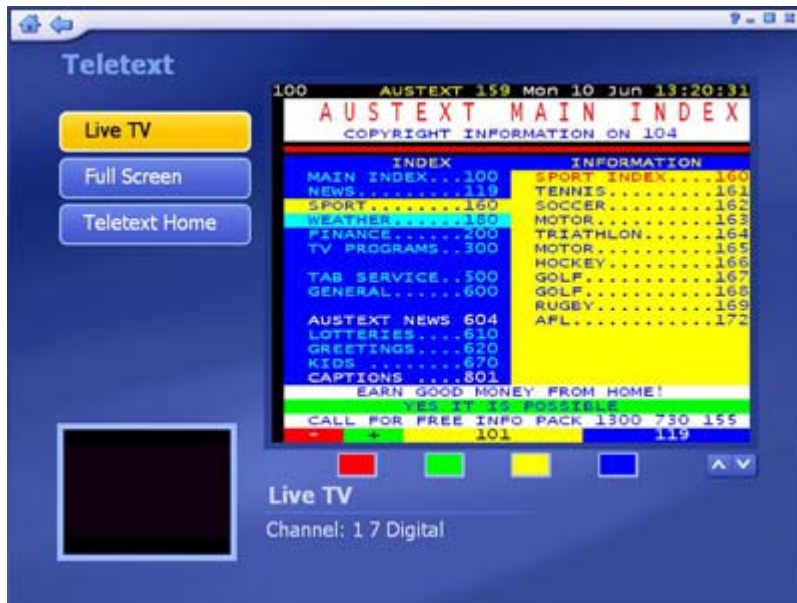 ? - 
Teletext
Live TV
Full Screen
Teletext Home
100 AUSTEXT 159 Mon 10 Jun 13:20:31
AUSTEXT MAIN INDEX
COPYRIGHT INFORMATION ON 104
INDEX
MAIN INDEX...100
NEWS.........119
SPORT........160
WEATHER......180
FINANCE......200
TV PROGRAMS..300
TAB SERVICE..500
GENERAL......600
AUSTEXT NEWS 604
LOTTERIES....610
GREETINGS....620
KIDS ........670
CAPTIONS ....801
INFORMATION
SPORT INDEX....160
TENNIS.........161
SOCCER.........162
MOTOR..........163
TRIATHLON......164
MOTOR..........165
HOCKEY.........166
GOLF...........167
GOLF...........168
RUGBY..........169
AFL............172
EARN GOOD MONEY FROM HOME!
YES IT IS POSSIBLE
CALL FOR FREE INFO PACK 1300 730 155
- + 101 119
Live TV
Channel: 1 7 Digital